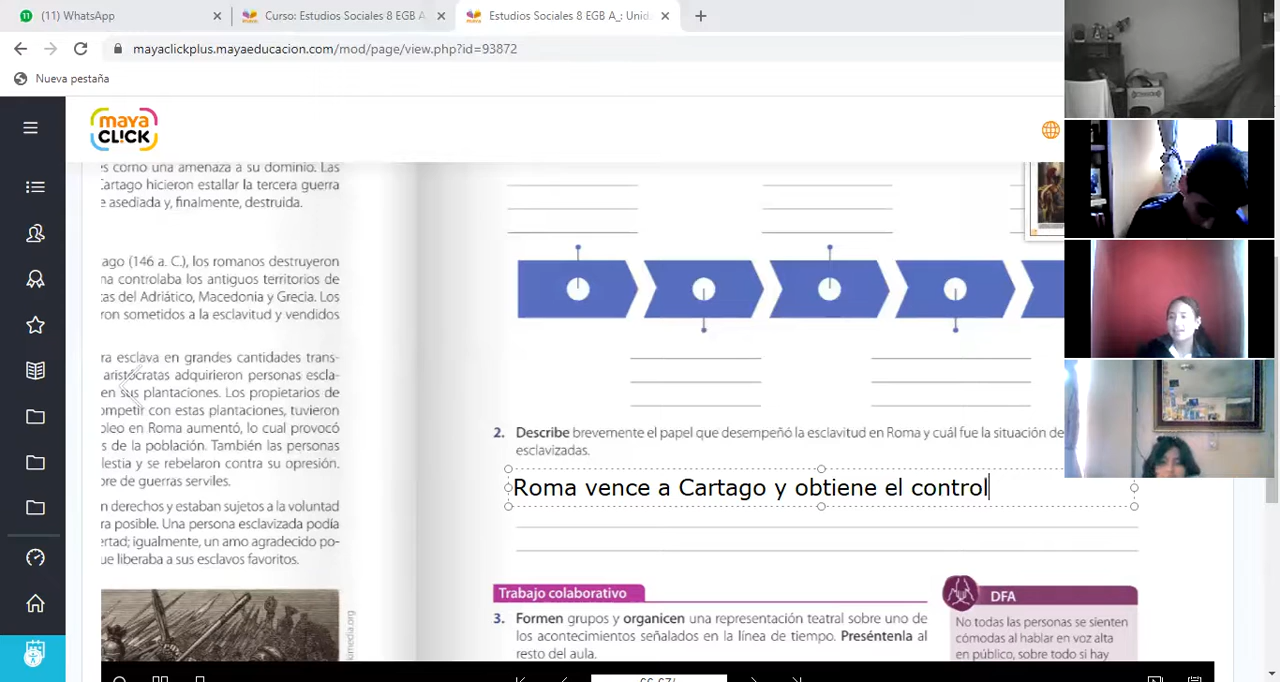 (11) WhatsApp
Curso: Estudios Sociales 8 EGB A
Estudios Sociales 8 EGB A_: Unid
mayaclickplus.mayaeducacion.com/mod/page/view.php?id=93872
Nueva pestaña
maya
CLICK
es como una amenaza a su dominio. Las
Cartago hicieron estallar la tercera guerra
e asediada y, finalmente, destruida.
ago (146 a. C.), los romanos destruyeron
na controlaba los antiguos territorios de
as del Adriático, Macedonia y Grecia. Los
ron sometidos a la esclavitud y vendidos
ra esclava en grandes cantidades trans-
aristócratas adquirieron personas escla-
en sus plantaciones. Los propietarios de
ompetir con estas plantaciones, tuvieron
pleo en Roma aumentó, lo cual provocó
s de la población. También las personas
lestia y se rebelaron contra su opresión.
bre de guerras serviles.
n derechos y estaban sujetos a la voluntad
ra posible. Una persona esclavizada podía
ertad; igualmente, un amo agradecido po-
ue liberaba a sus esclavos favoritos.
kimedia.org
2. Describe brevemente el papel que desempeñó la esclavitud en Roma y cuál fue la situación de
esclavizadas.
Roma vence a Cartago y obtiene el control
Trabajo colaborativo
3. Formen grupos y organicen una representación teatral sobre uno de
los acontecimientos señalados en la línea de tiempo. Preséntenla al
resto del aula.
DFA
No todas las personas se sienten
cómodas al hablar en voz alta
en público, sobre todo si hay